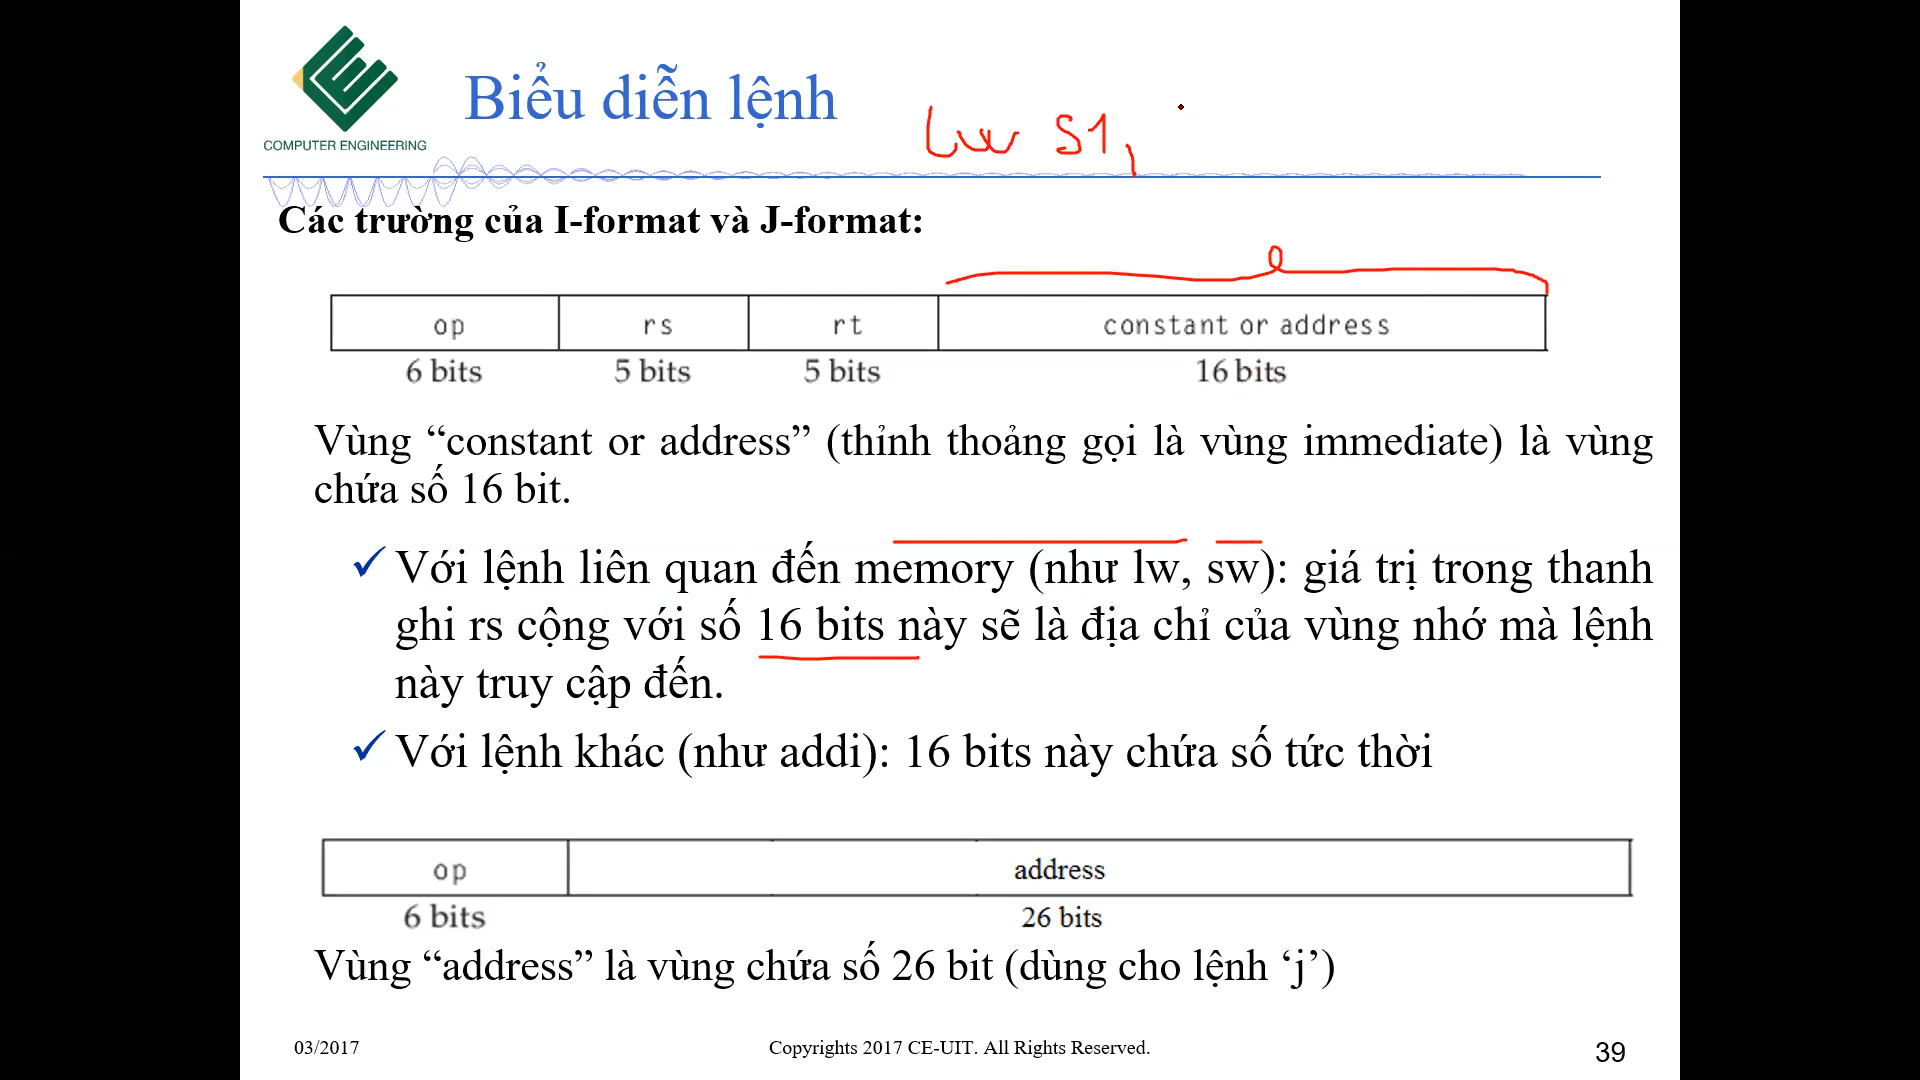 COMPUTER ENGINEERING
Biểu diễn lệnh
lw S1,
Các trường của I-format và J-format:
op rs rt constant or address
6 bits 5 bits 5 bits 16 bits
Vùng “constant or address” (thỉnh thoảng gọi là vùng immediate) là vùng
chứa số 16 bit.
✓ Với lệnh liên quan đến memory (như lw, sw): giá trị trong thanh
ghi rs cộng với số 16 bits này sẽ là địa chỉ của vùng nhớ mà lệnh
này truy cập đến.
✓ Với lệnh khác (như addi): 16 bits này chứa số tức thời
op address
6 bits 26 bits
Vùng “address” là vùng chứa số 26 bit (dùng cho lệnh ‘j’)
03/2017 Copyrights 2017 CE-UIT. All Rights Reserved. 39